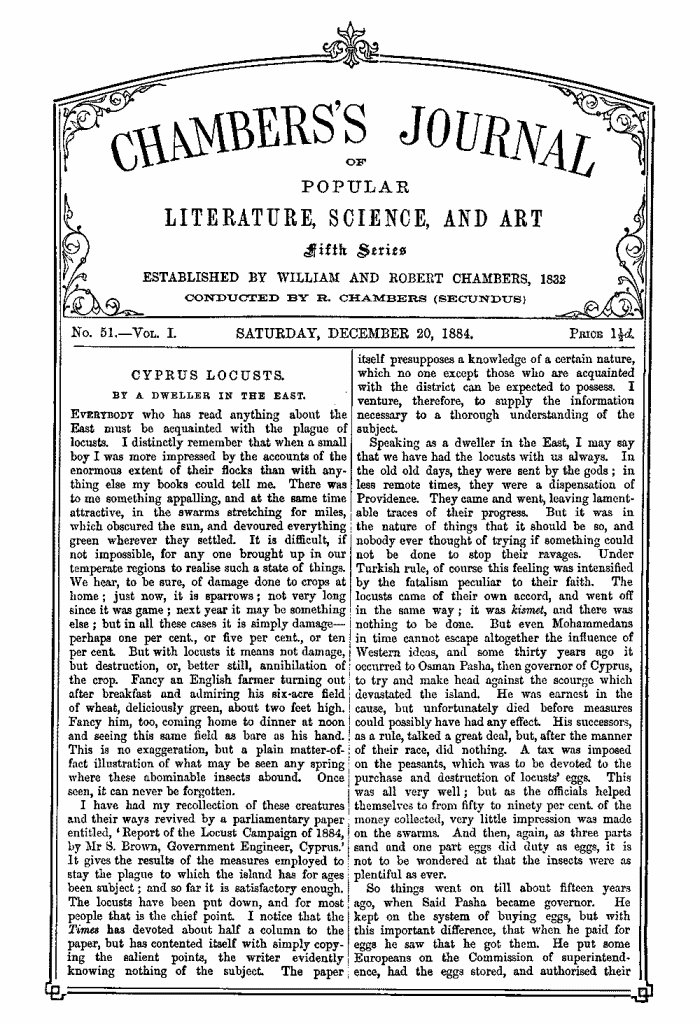 CHAMBERS'S JOURNAL
OF
POPULAR
LITERATURE, SCIENCE, AND ART
Fifth Series
ESTABLISHED BY WILLIAM AND ROBERT CHAMBERS, 1832
CONDUCTED BY R. CHAMBERS (SECUNDUS)
No. 51.—VOL. I. SATURDAY, DECEMBER 20, 1884. PRICE 1½d.
CYPRUS LOCUSTS.
BY A DWELLER IN THE EAST.
EVERYBODY who has read anything about the
East must be acquainted with the plague of
locusts. I distinctly remember that when a small
boy I was more impressed by the accounts of the
enormous extent of their flocks than with any-
thing else my books could tell me. There was
to me something appalling, and at the same time
attractive, in the swarms stretching for miles,
which obscured the sun, and devoured everything
green wherever they settled. It is difficult, if
not impossible, for any one brought up in our
temperate regions to realise such a state of things.
We hear, to be sure, of damage done to crops at
home; just now, it is sparrows; not very long
since it was game; next year it may be something
else; but in all these cases it is simply damage—
perhaps one per cent., or five per cent., or ten
per cent. But with locusts it means not damage,
but destruction, or, better still, annihilation of
the crop. Fancy an English farmer turning out
after breakfast and admiring his six-acre field
of wheat, deliciously green, about two feet high.
Fancy him, too, coming home to dinner at noon
and seeing this same field as bare as his hand.
This is no exaggeration, but a plain matter-of-
fact illustration of what may be seen any spring
where these abominable insects abound. Once
seen, it can never be forgotten.
I have had my recollection of these creatures
and their ways revived by a parliamentary paper
entitled, 'Report of the Locust Campaign of 1884,
by Mr S. Brown, Government Engineer, Cyprus.'
It gives the results of the measures employed to
stay the plague to which the island has for ages
been subject; and so far it is satisfactory enough.
The locusts have been put down, and for most
people that is the chief point. I notice that the
Times has devoted about half a column to the
paper, but has contented itself with simply copy-
ing the salient points, the writer evidently
knowing nothing of the subject. The paper
itself presupposes a knowledge of a certain nature,
which no one except those who are acquainted
with the district can be expected to possess. I
venture, therefore, to supply the information
necessary to a thorough understanding of the
subject.
Speaking as a dweller in the East, I may say
that we have had the locusts with us always. In
the old old days, they were sent by the gods; in
less remote times, they were a dispensation of
Providence. They came and went, leaving lament-
able traces of their progress. But it was in
the nature of things that it should be so, and
nobody ever thought of trying if something could
not be done to stop their ravages. Under
Turkish rule, of course this feeling was intensified
by the fatalism peculiar to their faith. The
locusts came of their own accord, and went off
in the same way; it was kismet, and there was
nothing to be done. But even Mohammedans
in time cannot escape altogether the influence of
Western ideas, and some thirty years ago it
occurred to Osman Pasha, then governor of Cyprus,
to try and make head against the scourge which
devastated the island. He was earnest in the
cause, but unfortunately died before measures
could possibly have had any effect. His successors,
as a rule, talked a great deal, but, after the manner
of their race, did nothing. A tax was imposed
on the peasants, which was to be devoted to the
purchase and destruction of locusts' eggs. This
was all very well; but as the officials helped
themselves to from fifty to ninety per cent. of the
money collected, very little impression was made
on the swarms. And then, again, as three parts
sand and one part eggs did duty as eggs, it is
not to be wondered at that the insects were as
plentiful as ever.
So things went on till about fifteen years
ago, when Said Pasha became governor. He
kept on the system of buying eggs, but with
this important difference, that when he paid for
eggs he saw that he got them. He put some
Europeans on the Commission of superintend-
ence, had the eggs stored, and authorised their